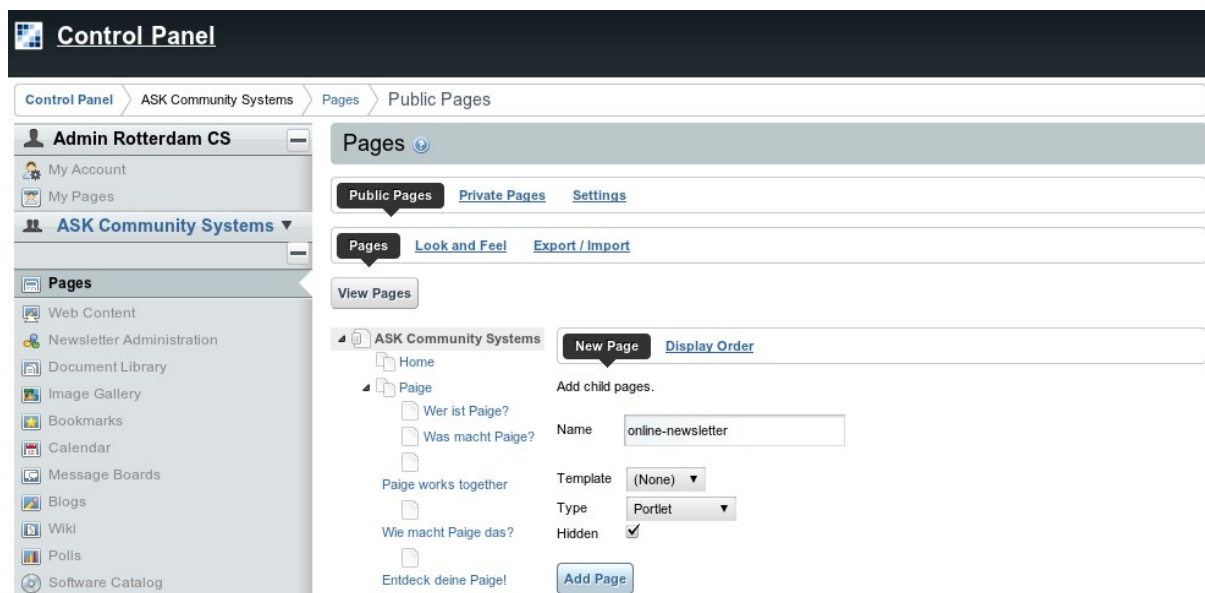 Control Panel
Control Panel ASK Community Systems Pages Public Pages
Admin Rotterdam CS
My Account
My Pages
ASK Community Systems ▼
Pages
Web Content
Newsletter Administration
Document Library
Image Gallery
Bookmarks
Calendar
Message Boards
Blogs
Wiki
Polls
Software Catalog
Pages
Public Pages Private Pages Settings
Pages Look and Feel Export / Import
View Pages
ASK Community Systems
Home
Paige
Wer ist Paige?
Was macht Paige?
Paige works together
Wie macht Paige das?
Entdeck deine Paige!
New Page Display Order
Add child pages.
Name online-newsletter
Template (None) ▼
Type Portlet ▼
Hidden
Add Page